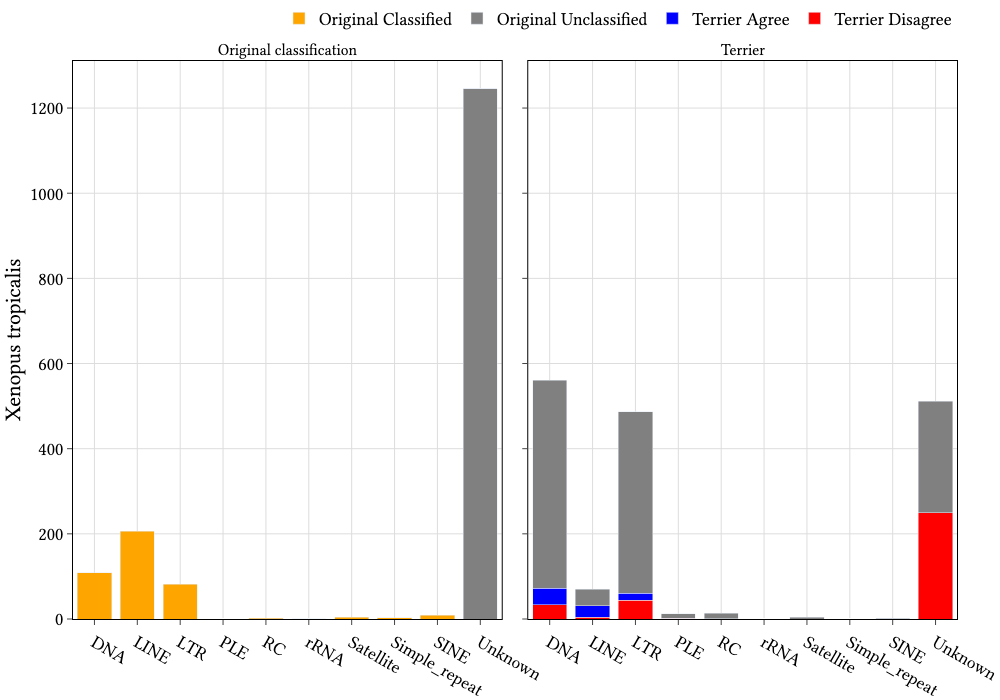 Original Classified Original Unclassified Terrier Agree Terrier Disagree
Original classification Terrier
Xenopus tropicalis
1200
1000
800
600
400
200
0
DNA LINE LTR PLE RC rRNA Satellite Simple_repeat SINE Unknown
DNA LINE LTR PLE RC rRNA Satellite Simple_repeat SINE Unknown